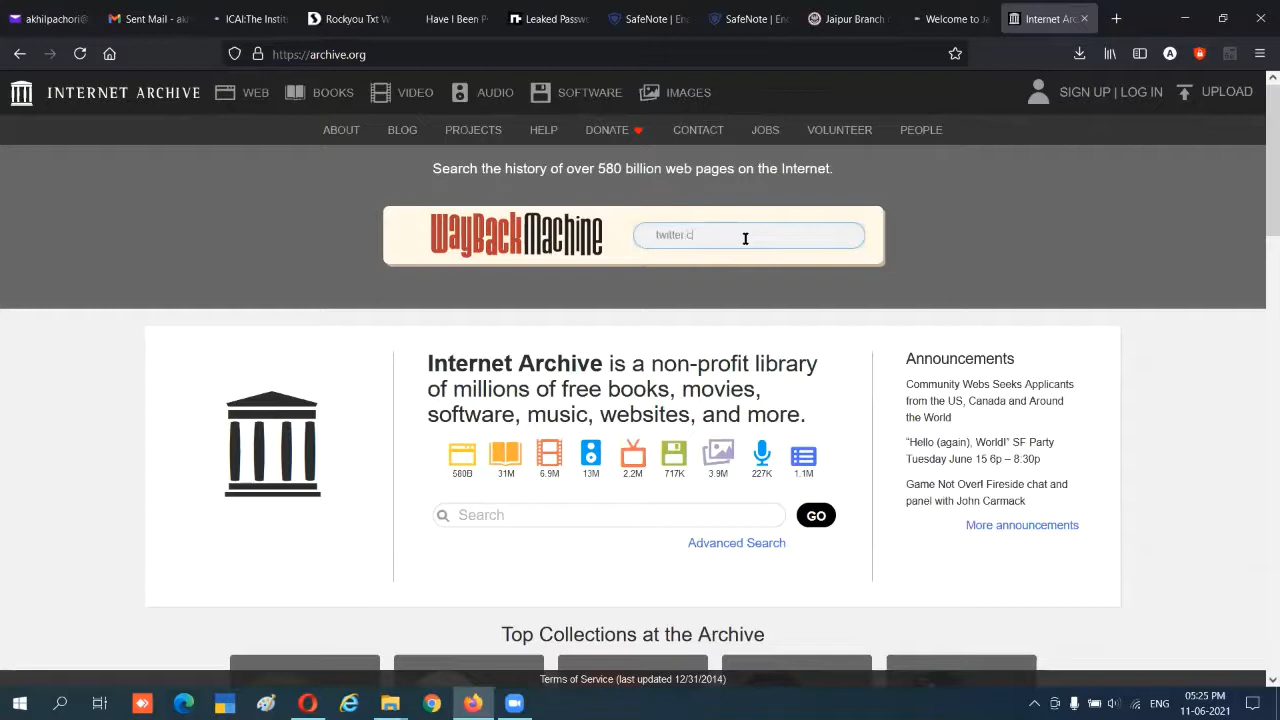 akhilpachori@
Sent Mail - ak
ICAI:The Instit
Rockyou Txt W
Have I Been P
Leaked Passw
SafeNote | En
SafeNote | En
Jaipur Branch
Welcome to Je
Internet Arc
https://archive.org
INTERNET ARCHIVE
WEB
BOOKS
VIDEO
AUDIO
SOFTWARE
IMAGES
SIGN UP | LOG IN
UPLOAD
ABOUT
BLOG
PROJECTS
HELP
DONATE
CONTACT
JOBS
VOLUNTEER
PEOPLE
Search the history of over 580 billion web pages on the Internet.
WayBackMachine
twitter c
Internet Archive is a non-profit library
of millions of free books, movies,
software, music, websites, and more.
580B
31M
6.9M
13M
2.2M
717K
3.9M
227K
1.1M
Search
GO
Advanced Search
Announcements
Community Webs Seeks Applicants
from the US, Canada and Around
the World
“Hello (again), World!” SF Party
Tuesday June 15 6p – 8:30p
Game Not Over! Fireside chat and
panel with John Carmack
More announcements
Top Collections at the Archive
Terms of Service (last updated 12/31/2014)
ENG
05:25 PM
11-06-2021